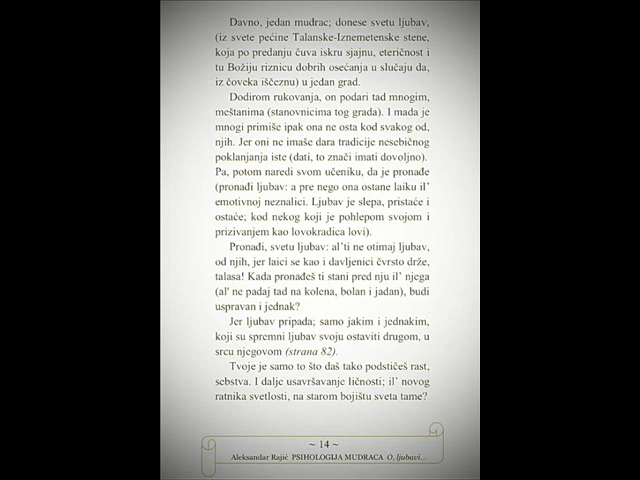 Davno, jedan mudrac; donese svetu ljubav,
(iz svete pećine Talanske-Iznemetenske stene,
koja po predanju čuva iskru sjajnu, eteričnost i
tu Božiju riznicu dobrih osećanja u slučaju da,
iz čoveka iščeznu) u jedan grad.
Dodirom rukovanja, on podari tad mnogim,
meštanima (stanovnicima tog grada). I mada je
mnogi primiše ipak ona ne osta kod svakog od,
njih. Jer oni ne imaše dara tradicije nesebičnog
poklanjanja iste (dati, to znači imati dovoljno).
Pa, potom naredi svom učeniku, da je pronađe
(pronađi ljubav: a pre nego ona ostane laiku il’
emotivnoj neznalici. Ljubav je slepa, pristaće i
ostaće; kod nekog koji je pohlepom svojom i
prizivanjem kao lovokradica lovi).
Pronađi, svetu ljubav: al’ti ne otimaj ljubav,
od njih, jer laici se kao i davljenici čvrsto drže,
talasa! Kada pronađeš ti stani pred nju il’ njega
(al' ne padaj tad na kolena, bolan i jadan), budi
uspravan i jednak?
Jer ljubav pripada; samo jakim i jednakim,
koji su spremni ljubav svoju ostaviti drugom, u
srcu njegovom (strana 82).
Tvoje je samo to što daš tako podstičeš rast,
sebstva. I dalje usavršavanje ličnosti; il’ novog
ratnika svetlosti, na starom bojištu sveta tame?
~ 14 ~
Aleksandar Rajić PSIHOLOGIJA MUDRACA O, ljubavi...